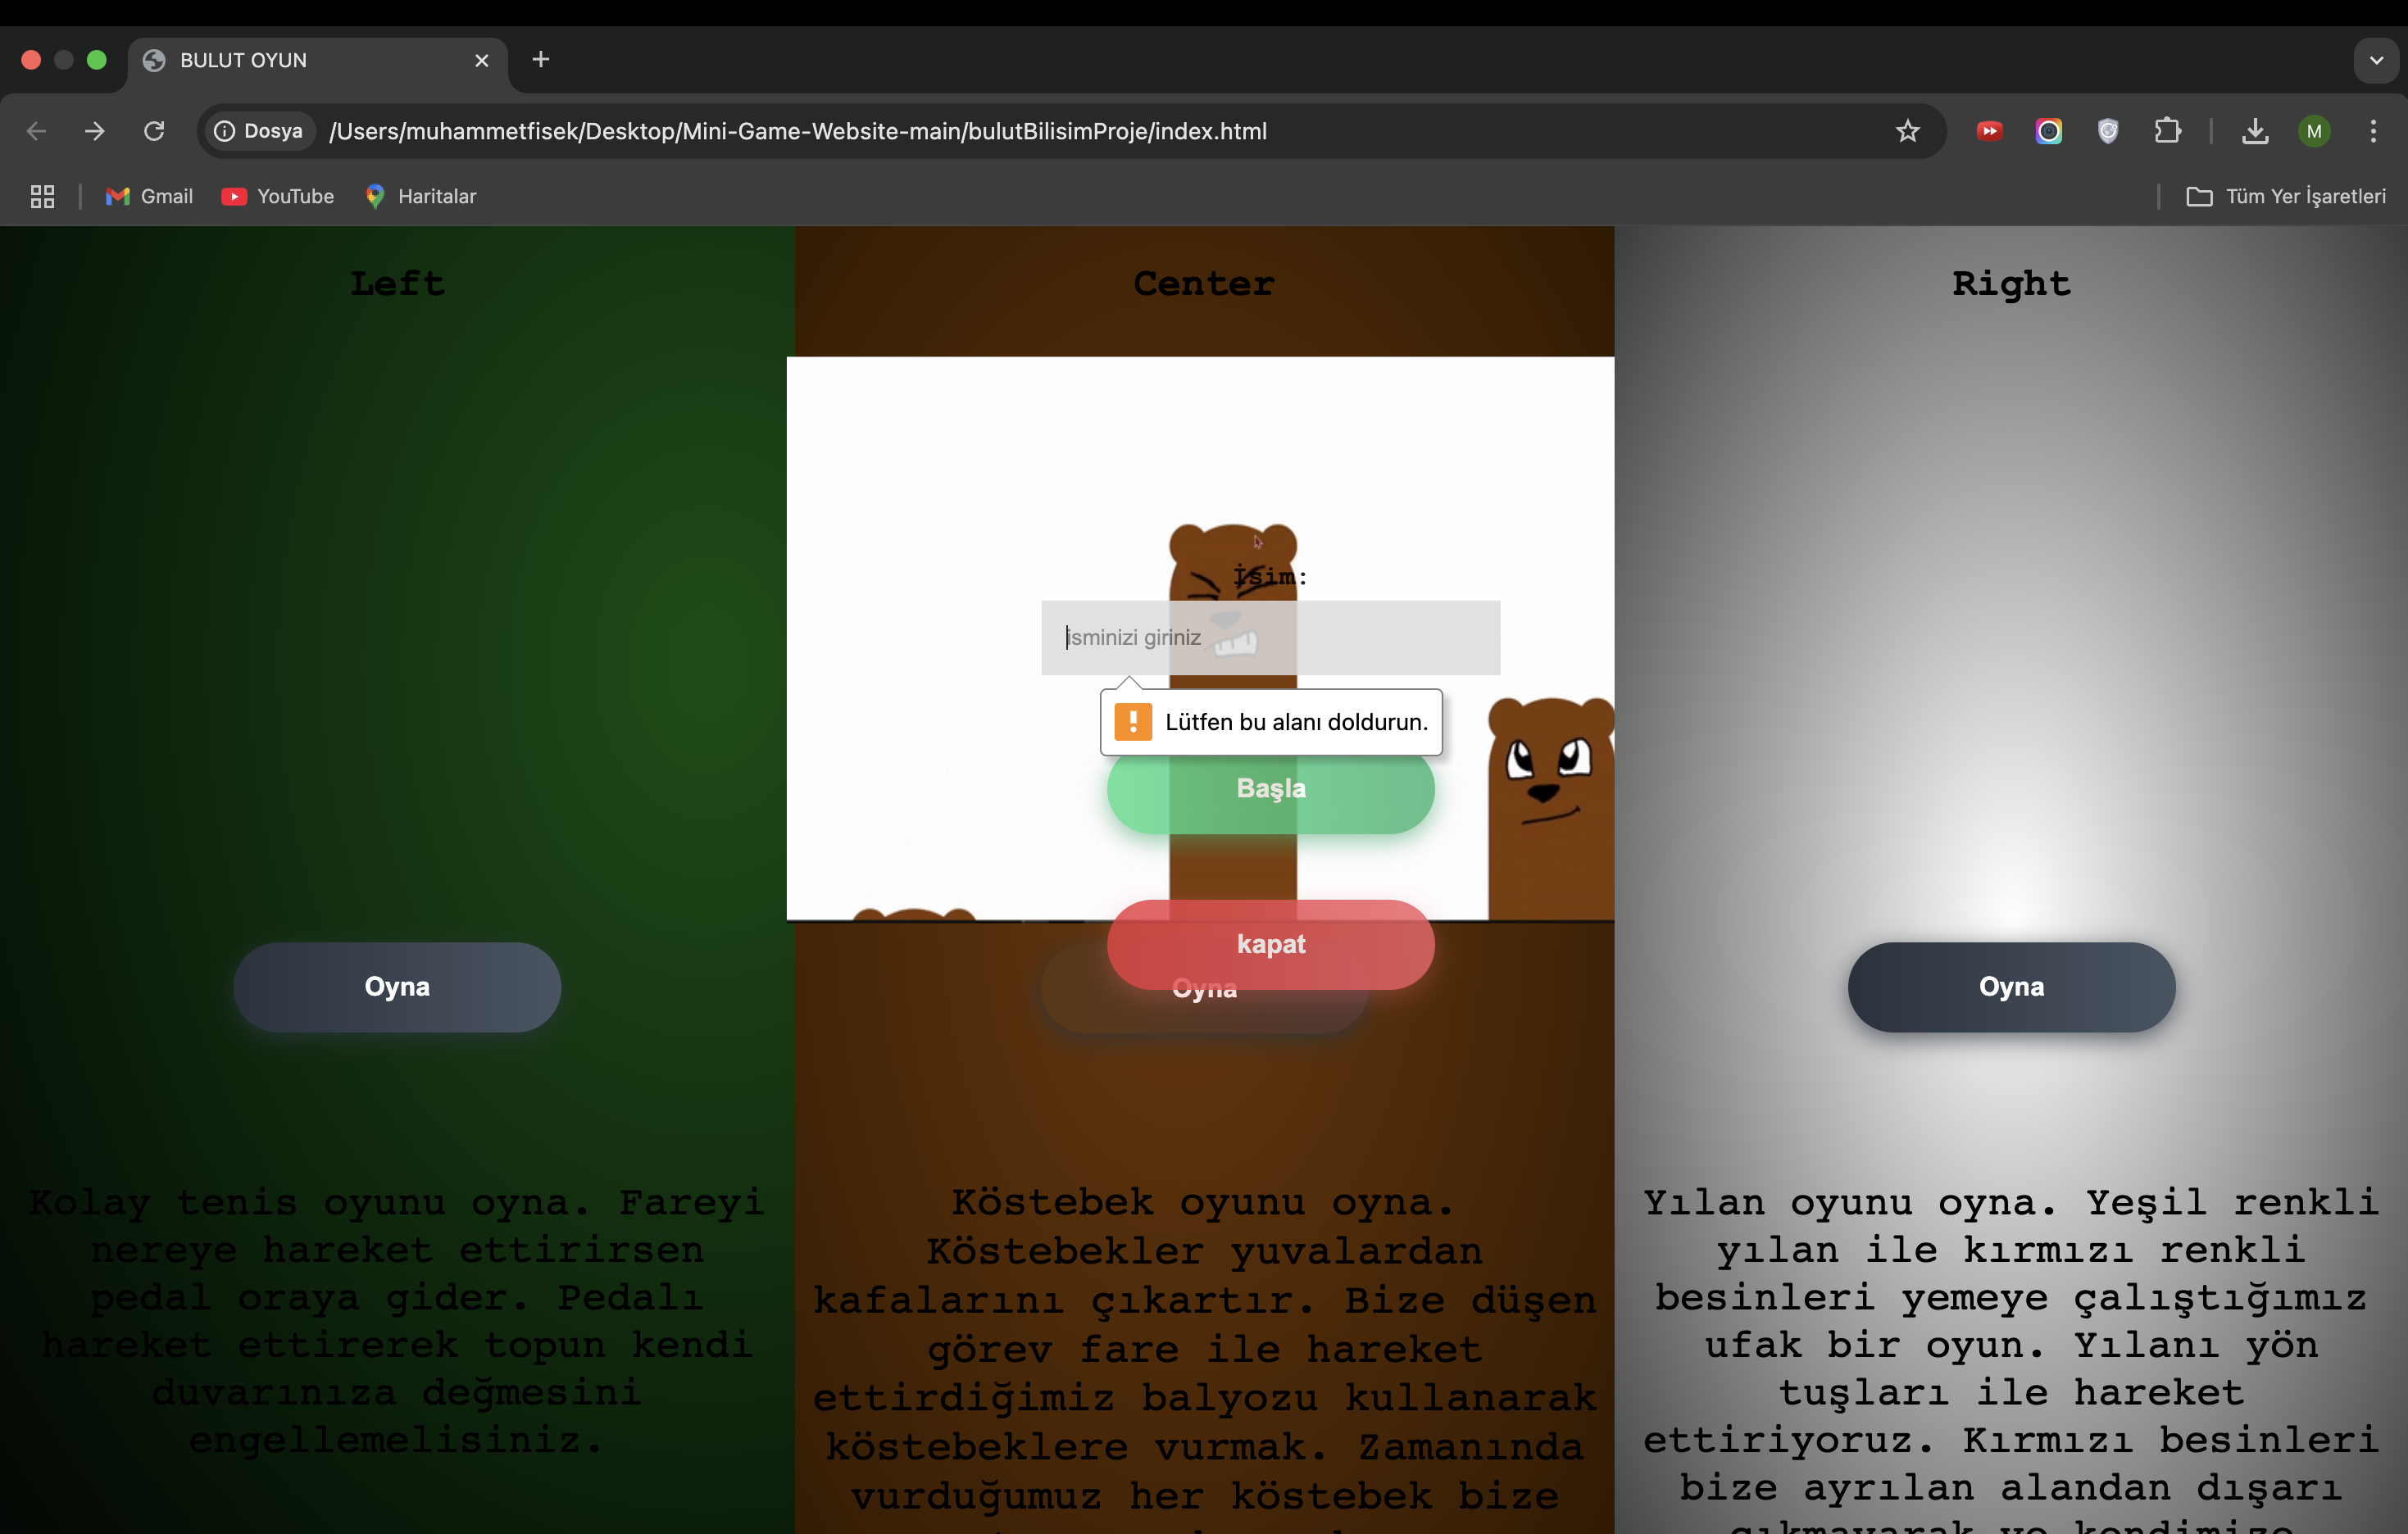 BULUT OYUN
Dosya
/Users/muhammetfisek/Desktop/Mini-Game-Website-main/bulutBilisimProje/index.html
M
Gmail
YouTube
Haritalar
Tüm Yer İşaretleri
Left
Center
Right
İsim:
isminizi giriniz
Lütfen bu alanı doldurun.
Başla
kapat
Oyna
Oyna
Oyna
Kolay tenis oyunu oyna. Fareyi
nereye hareket ettirirsen
pedal oraya gider. Pedalı
hareket ettirerek topun kendi
duvarınıza değmesini
engellemelisiniz.
Köstebek oyunu oyna.
Köstebekler yuvalardan
kafalarını çıkartır. Bize düşen
görev fare ile hareket
ettirdiğimiz balyozu kullanarak
köstebeklere vurmak. Zamanında
vurduğumuz her köstebek bize
Yılan oyunu oyna. Yeşil renkli
yılan ile kırmızı renkli
besinleri yemeye çalıştığımız
ufak bir oyun. Yılanı yön
tuşları ile hareket
ettiriyoruz. Kırmızı besinleri
bize ayrılan alandan dışarı
çıkmayarak ve kendimize